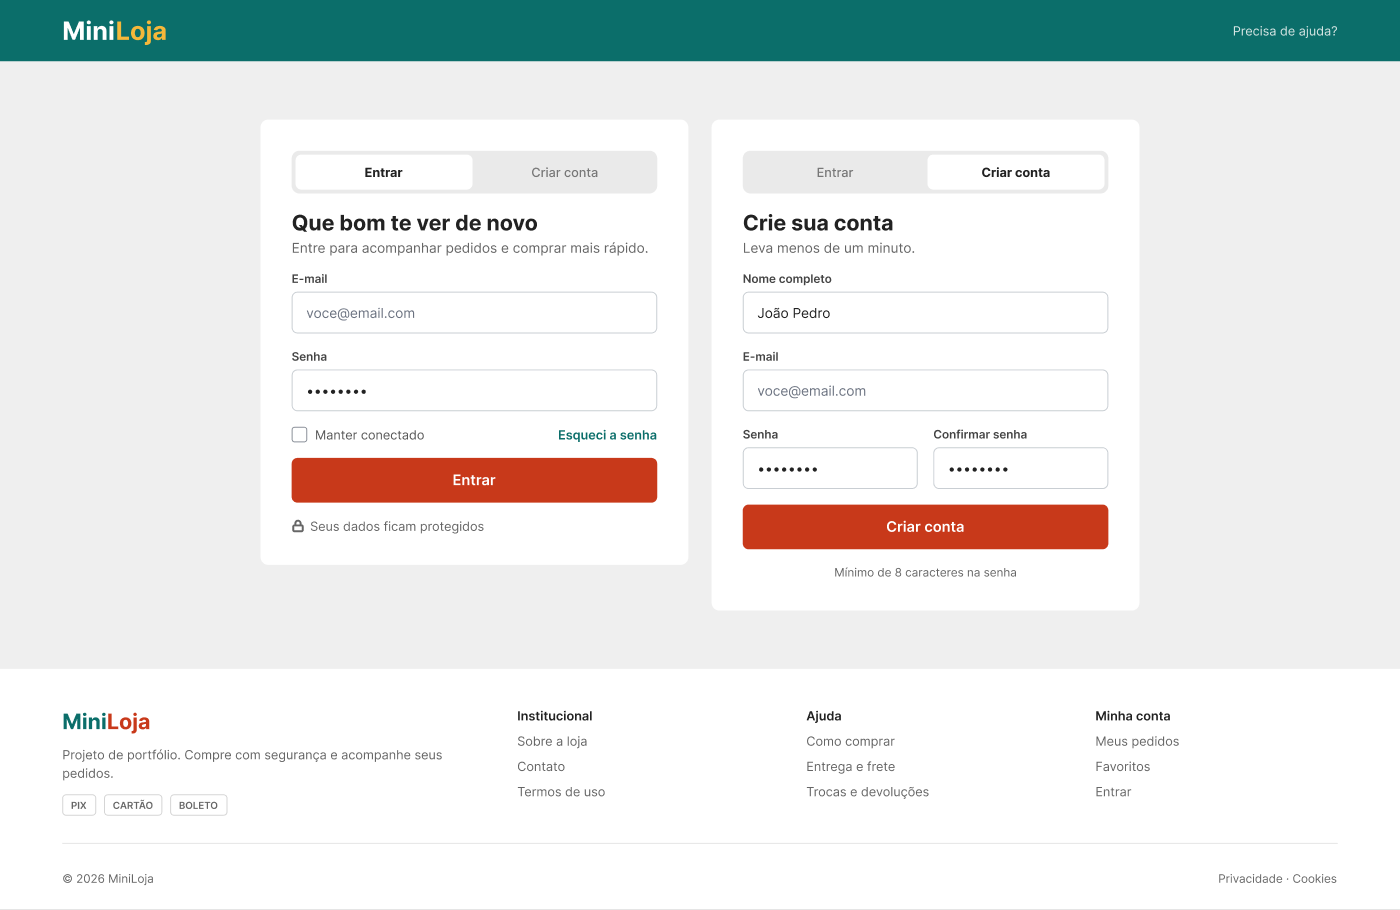 MiniLoja
Precisa de ajuda?
Entrar
Criar conta
Que bom te ver de novo
Entre para acompanhar pedidos e comprar mais rápido.
E-mail
voce@email.com
Senha
••••••••
Manter conectado
Esqueci a senha
Entrar
Seus dados ficam protegidos
Entrar
Criar conta
Crie sua conta
Leva menos de um minuto.
Nome completo
João Pedro
E-mail
voce@email.com
Senha
••••••••
Confirmar senha
••••••••
Criar conta
Mínimo de 8 caracteres na senha
MiniLoja
Projeto de portfólio. Compre com segurança e acompanhe seus
pedidos.
PIX
CARTÃO
BOLETO
Institucional
Sobre a loja
Contato
Termos de uso
Ajuda
Como comprar
Entrega e frete
Trocas e devoluções
Minha conta
Meus pedidos
Favoritos
Entrar
© 2026 MiniLoja
Privacidade · Cookies